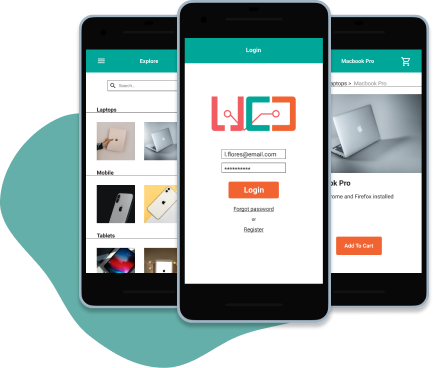 Explore
Search...
Laptops
Mobile
Tablets
Login
l.flores@email.com
**********
Login
Forgot password
or
Register
Macbook Pro
aptops > Macbook Pro
k Pro
rome and Firefox installed
Add To Cart